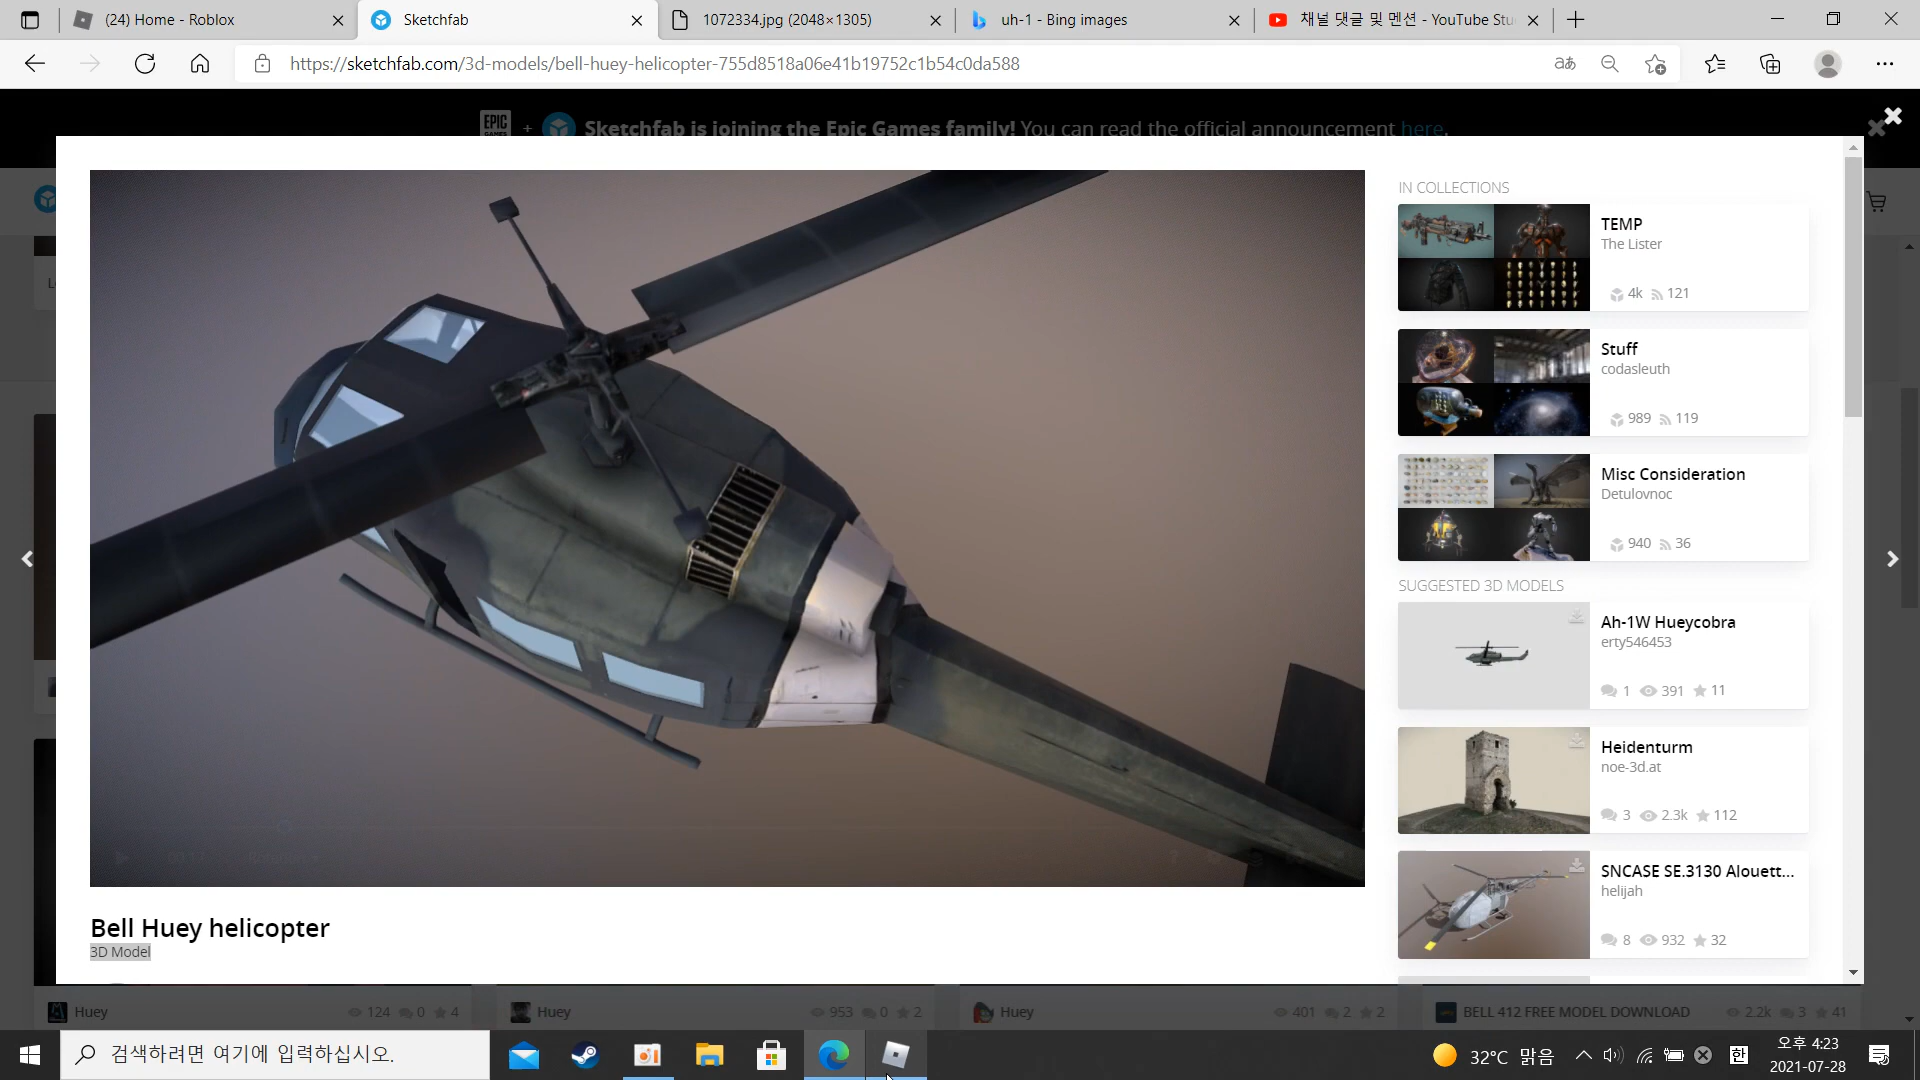 (24) Home - Roblox
Sketchfab
1072334.jpg (2048×1305)
uh-1 - Bing images
채널 댓글 및 멘션 - YouTube Stu
https://sketchfab.com/3d-models/bell-huey-helicopter-755d8518a06e41b19752c1b54c0da588
EPIC + Sketchfab is joining the Epic Games family! You can read the official announcement here.
IN COLLECTIONS
TEMP
The Lister
4k 121
Stuff
codasleuth
989 119
Misc Consideration
Detulovnoc
940 36
SUGGESTED 3D MODELS
Ah-1W Hueycobra
erty546453
1 391 11
Heidenturm
noe-3d.at
3 2.3k 112
SNCASE SE.3130 Alouett...
helijah
8 932 32
Bell Huey helicopter
3D Model
Huey 124 0 4
Huey 953 0 2
Huey 401 2 2
BELL 412 FREE MODEL DOWNLOAD 2.2k 3 41
검색하려면 여기에 입력하십시오.
32°C 맑음
한
오후 4:23
2021-07-28